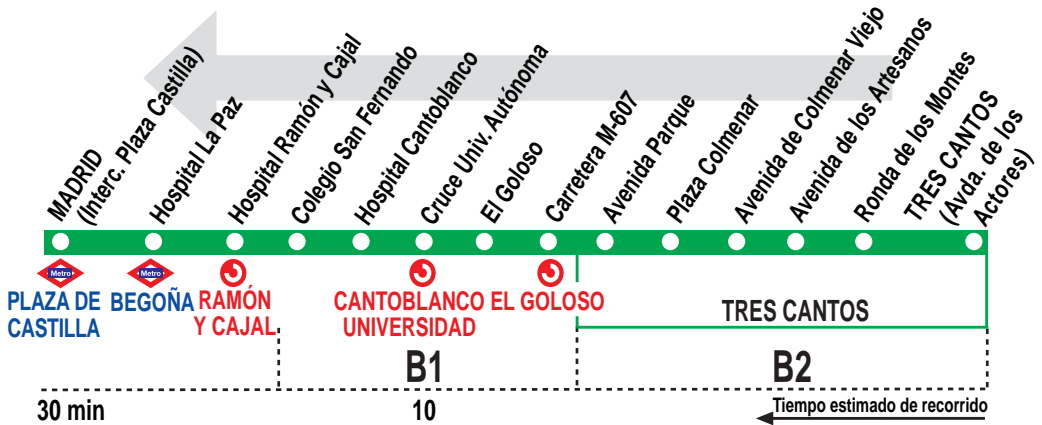 MADRID
(Interc. Plaza Castilla)
Hospital La Paz
Hospital Ramón y Cajal
Colegio San Fernando
Hospital Cantoblanco
Cruce Univ. Autónoma
El Goloso
Carretera M-607
Avenida Parque
Plaza Colmenar
Avenida de Colmenar Viejo
Avenida de los Artesanos
Ronda de los Montes
TRES CANTOS
(Avda. de los
Actores)
Metro
Metro
PLAZA DE
CASTILLA
BEGOÑA
RAMÓN
Y CAJAL
CANTOBLANCO
UNIVERSIDAD
EL GOLOSO
TRES CANTOS
B1
B2
30 min
10
Tiempo estimado de recorrido